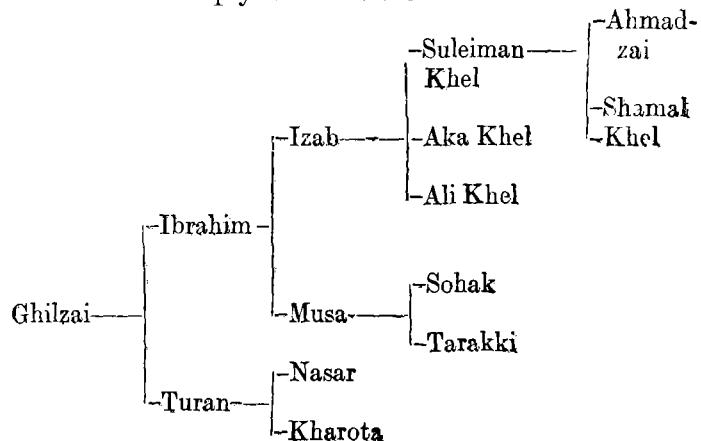 Ahmad-
zai
Suleiman
Khel
Shamal
Khel
Izab
Aka Khel
Ali Khel
Ibrahim
Sohak
Ghilzai
Musa
Tarakki
Nasar
Turan
Kharota